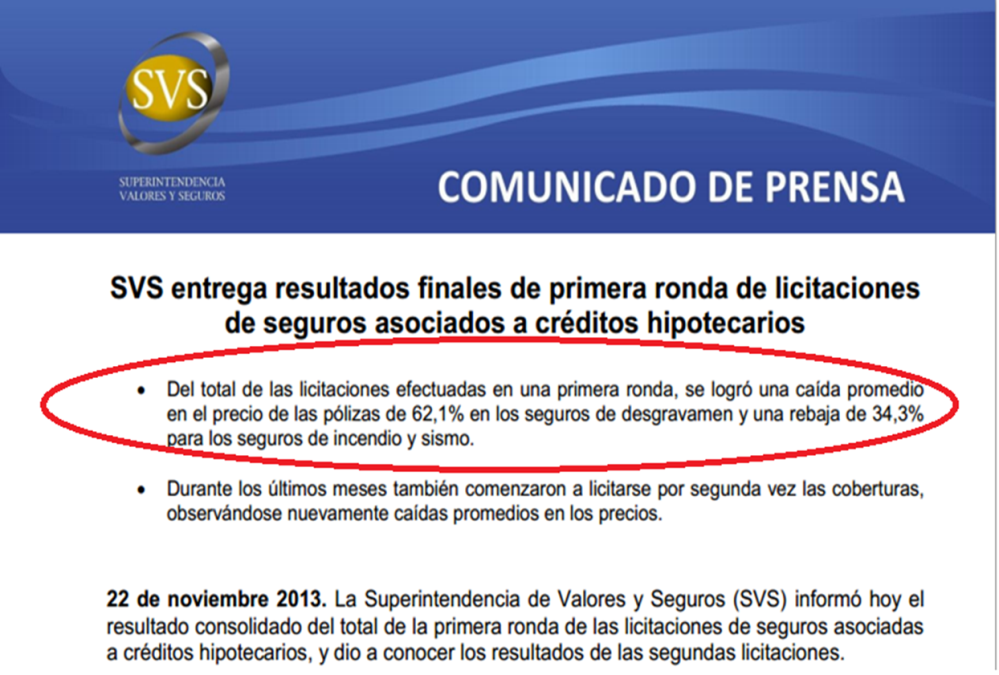 SVS
SUPERINTENDENCIA
VALORES Y SEGUROS
COMUNICADO DE PRENSA
SVS entrega resultados finales de primera ronda de licitaciones
de seguros asociados a créditos hipotecarios
• Del total de las licitaciones efectuadas en una primera ronda, se logró una caída promedio
en el precio de las pólizas de 62,1% en los seguros de desgravamen y una rebaja de 34,3%
para los seguros de incendio y sismo.
• Durante los últimos meses también comenzaron a licitarse por segunda vez las coberturas,
observándose nuevamente caídas promedios en los precios.
22 de noviembre 2013. La Superintendencia de Valores y Seguros (SVS) informó hoy el
resultado consolidado del total de la primera ronda de las licitaciones de seguros asociadas
a créditos hipotecarios, y dio a conocer los resultados de las segundas licitaciones.